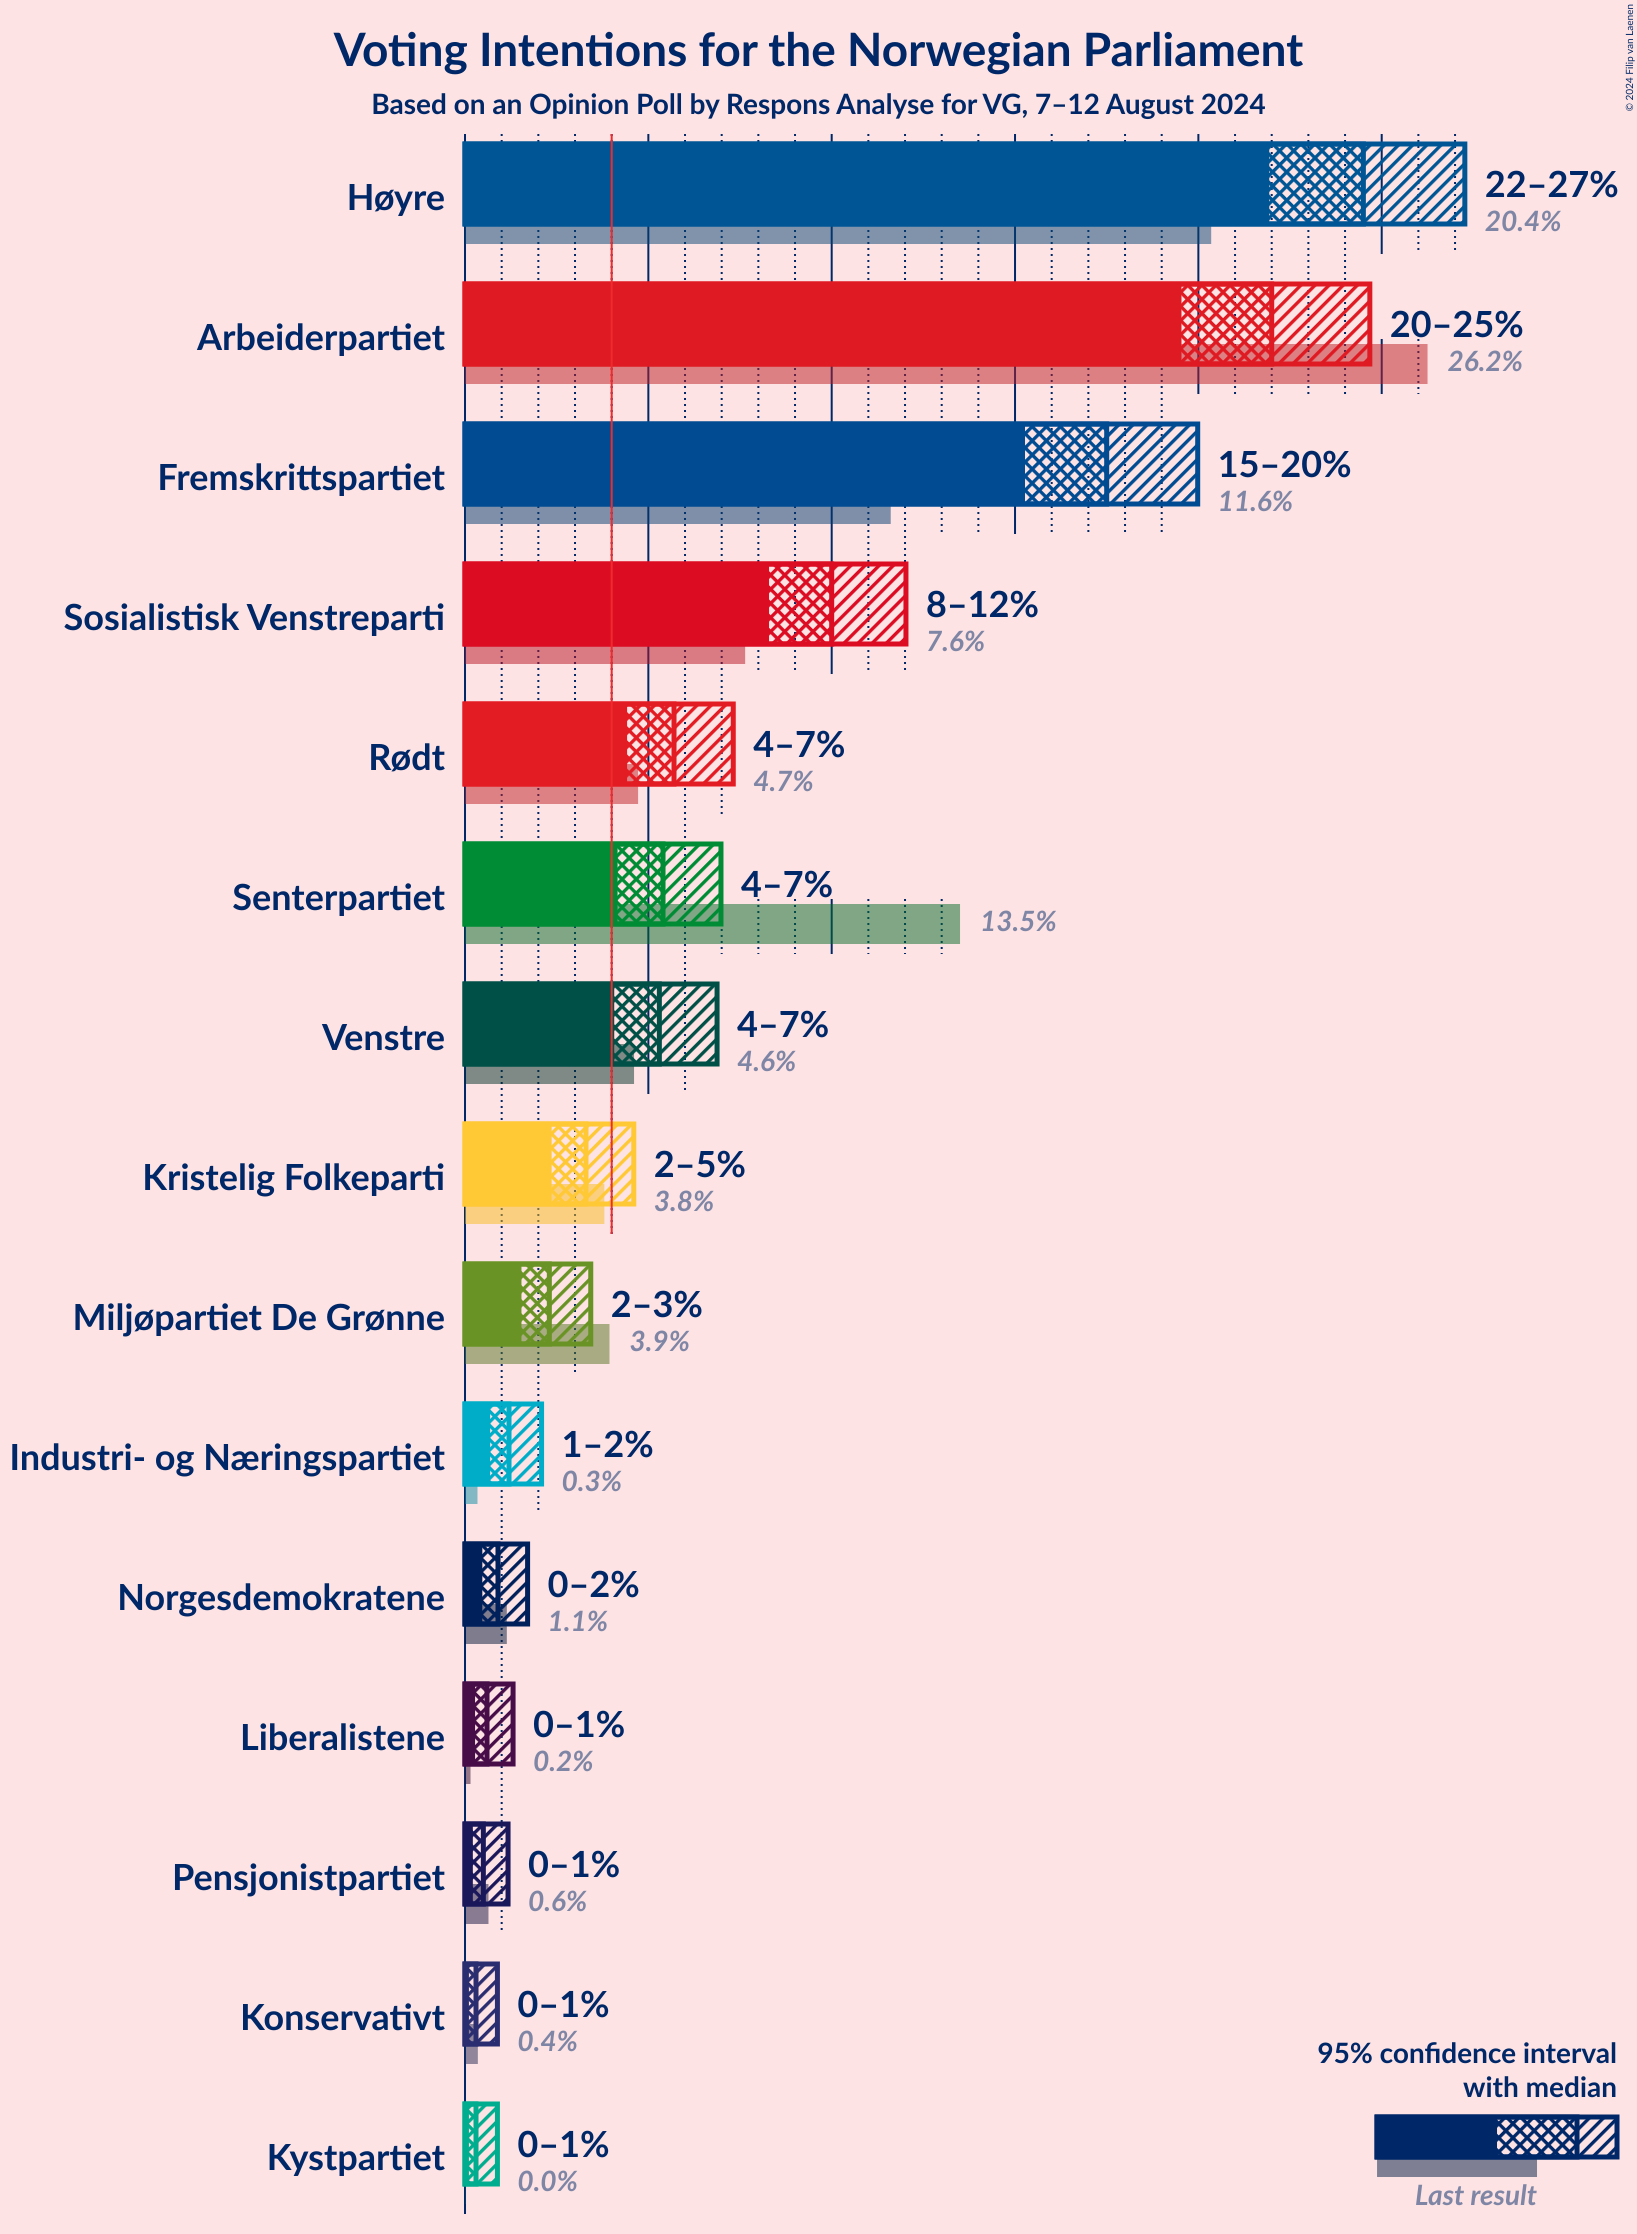 © 2024 Filip van Laenen
Voting Intentions for the Norwegian Parliament
Based on an Opinion Poll by Respons Analyse for VG, 7–12 August 2024
Høyre
22–27%
20.4%
Arbeiderpartiet
20–25%
26.2%
Fremskrittspartiet
15–20%
11.6%
Sosialistisk Venstreparti
8–12%
7.6%
Rødt
4–7%
4.7%
Senterpartiet
4–7%
13.5%
Venstre
4–7%
4.6%
Kristelig Folkeparti
2–5%
3.8%
Miljøpartiet De Grønne
2–3%
3.9%
Industri- og Næringspartiet
1–2%
0.3%
Norgesdemokratene
0–2%
1.1%
Liberalistene
0–1%
0.2%
Pensjonistpartiet
0–1%
0.6%
Konservativt
0–1%
0.4%
Kystpartiet
0–1%
0.0%
95% confidence interval
with median
Last result